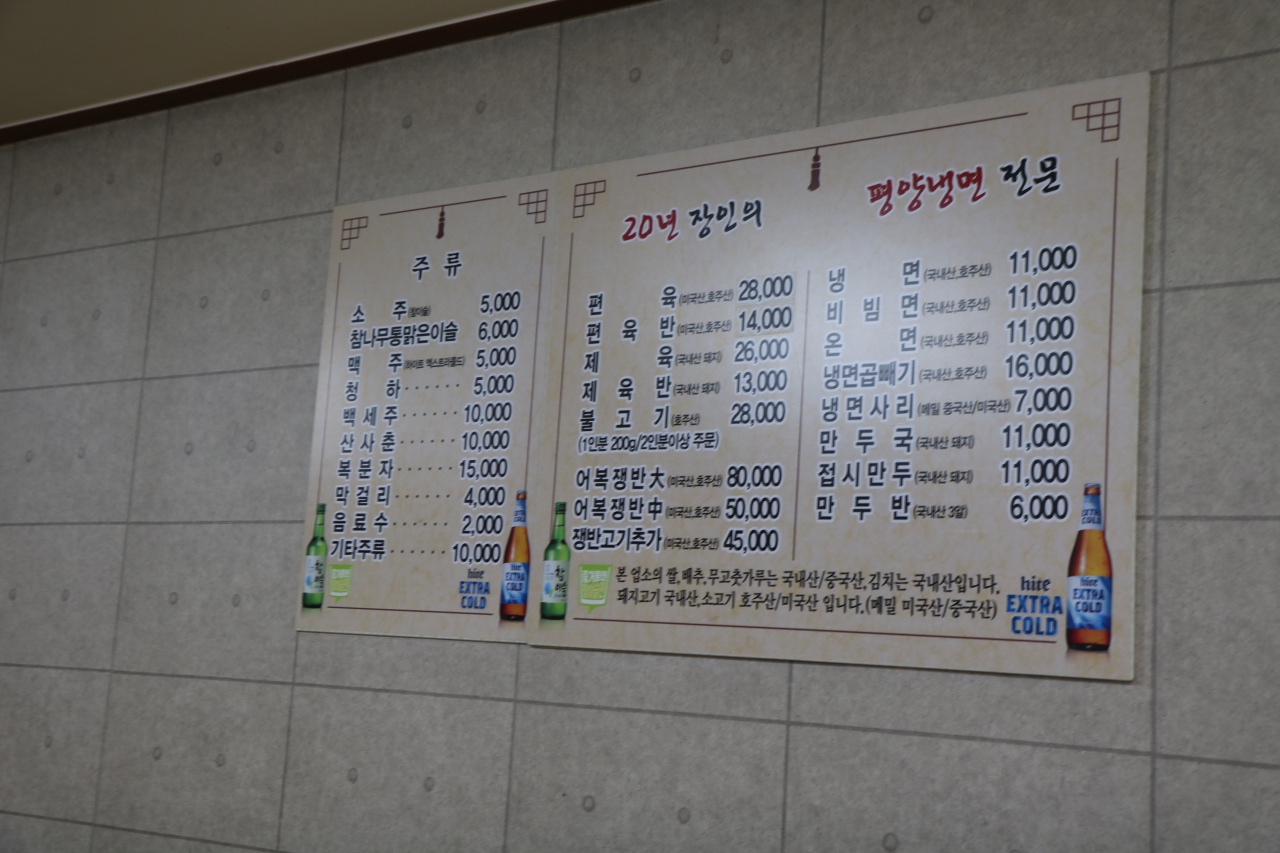 주 류
소 주(참이슬) 5,000
참나무통맑은이슬 6,000
맥 주(하이트 엑스트라콜드) 5,000
청 하 · · · · · · 5,000
백 세 주 · · · · · · 10,000
산 사 춘 · · · · · · 10,000
복 분 자 · · · · · · 15,000
막 걸 리 · · · · · · 4,000
음 료 수 · · · · · · 2,000
기타주류 · · · · · · 10,000
hite
EXTRA
COLD
20년 장인의 평양냉면 전문
편 육(미국산,호주산) 28,000
편 육 반(미국산,호주산) 14,000
제 육(국내산 돼지) 26,000
제 육 반(국내산 돼지) 13,000
불 고 기(호주산) 28,000
(1인분 200g/2인분이상 주문)
어복쟁반大(미국산,호주산) 80,000
어복쟁반中(미국산,호주산) 50,000
쟁반고기추가(미국산,호주산) 45,000
냉 면(국내산,호주산) 11,000
비 빔 면(국내산,호주산) 11,000
온 면(국내산,호주산) 11,000
냉면곱빼기(국내산,호주산) 16,000
냉면사리(메밀 중국산/미국산) 7,000
만 두 국(국내산 돼지) 11,000
접시만두(국내산 돼지) 11,000
만 두 반(국내산 3알) 6,000
본 업소의 쌀,배추,무고춧가루는 국내산/중국산,김치는 국내산입니다.
돼지고기 국내산,소고기 호주산/미국산 입니다.(메밀 미국산/중국산)
hite
EXTRA
COLD